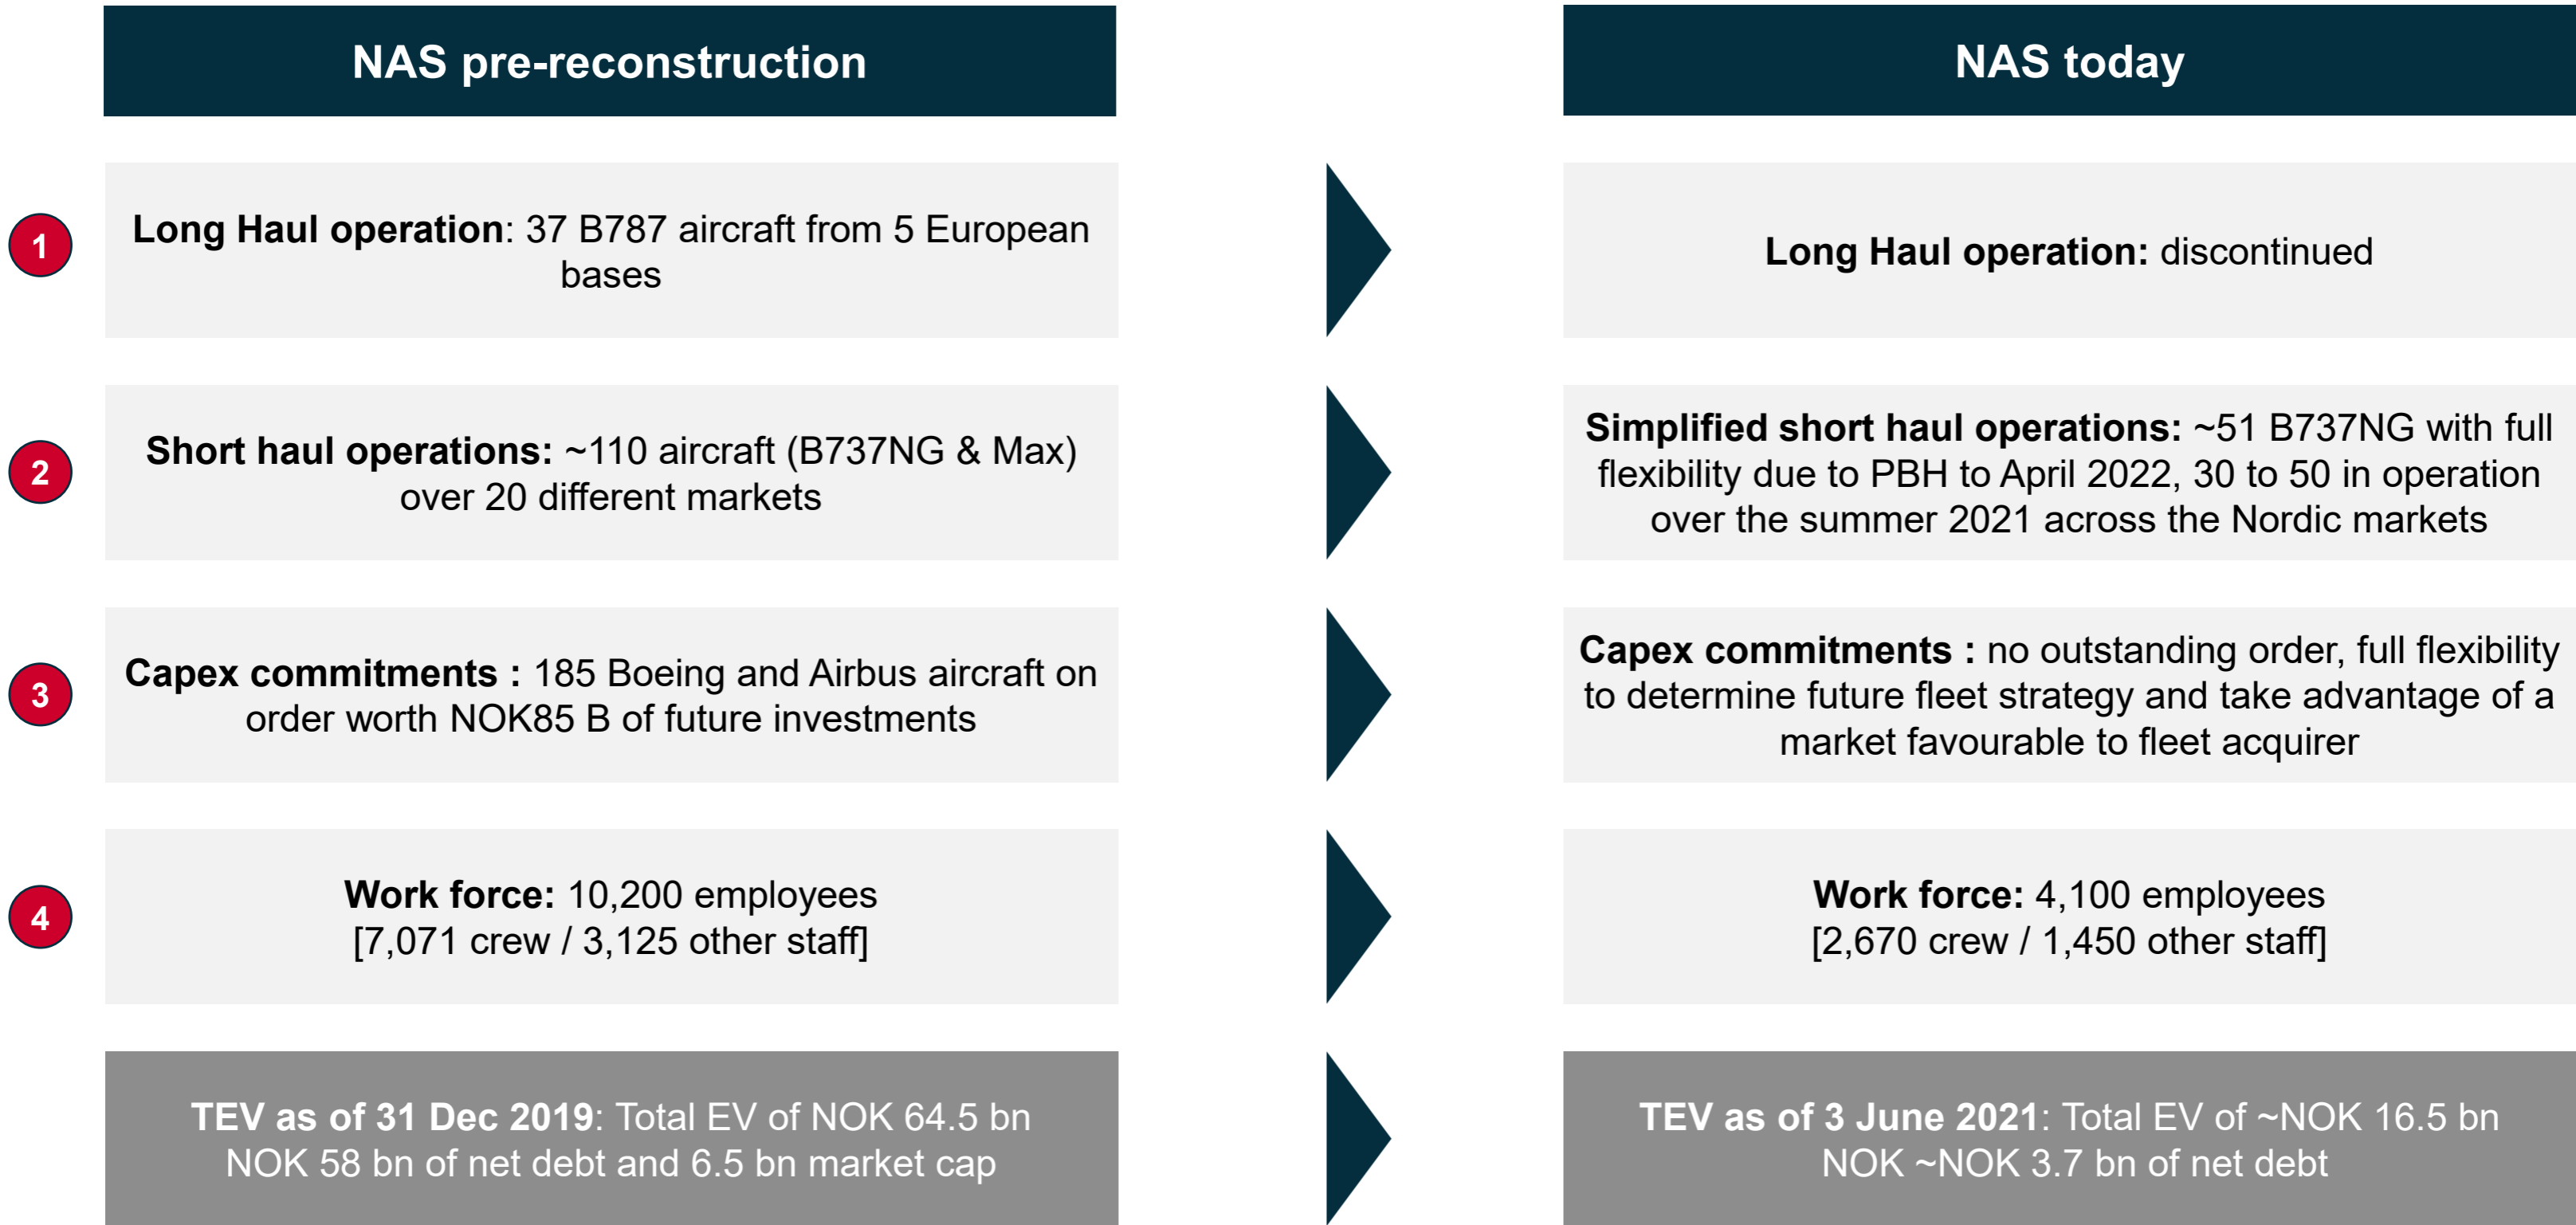 NAS pre-reconstruction
NAS today
1
Long Haul operation: 37 B787 aircraft from 5 European
bases
Long Haul operation: discontinued
2
Short haul operations: ~110 aircraft (B737NG & Max)
over 20 different markets
Simplified short haul operations: ~51 B737NG with full
flexibility due to PBH to April 2022, 30 to 50 in operation
over the summer 2021 across the Nordic markets
3
Capex commitments : 185 Boeing and Airbus aircraft on
order worth NOK85 B of future investments
Capex commitments : no outstanding order, full flexibility
to determine future fleet strategy and take advantage of a
market favourable to fleet acquirer
4
Work force: 10,200 employees
[7,071 crew / 3,125 other staff]
Work force: 4,100 employees
[2,670 crew / 1,450 other staff]
TEV as of 31 Dec 2019: Total EV of NOK 64.5 bn
NOK 58 bn of net debt and 6.5 bn market cap
TEV as of 3 June 2021: Total EV of ~NOK 16.5 bn
NOK ~NOK 3.7 bn of net debt